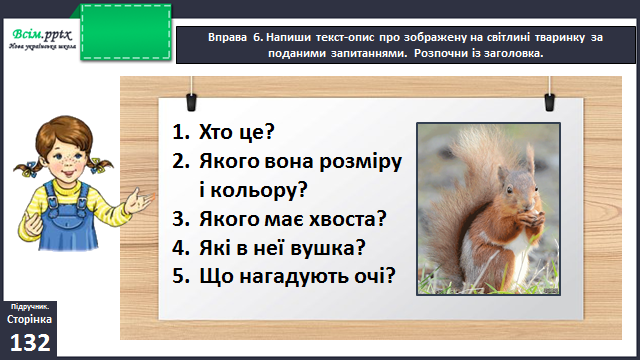 Всім.pptx
Нова українська школа
Вправа 6. Напиши текст-опис про зображену на світлині тваринку за
поданими запитаннями. Розпочни із заголовка.
1. Хто це?
2. Якого вона розміру
і кольору?
3. Якого має хвоста?
4. Які в неї вушка?
5. Що нагадують очі?
Підручник.
Сторінка
132